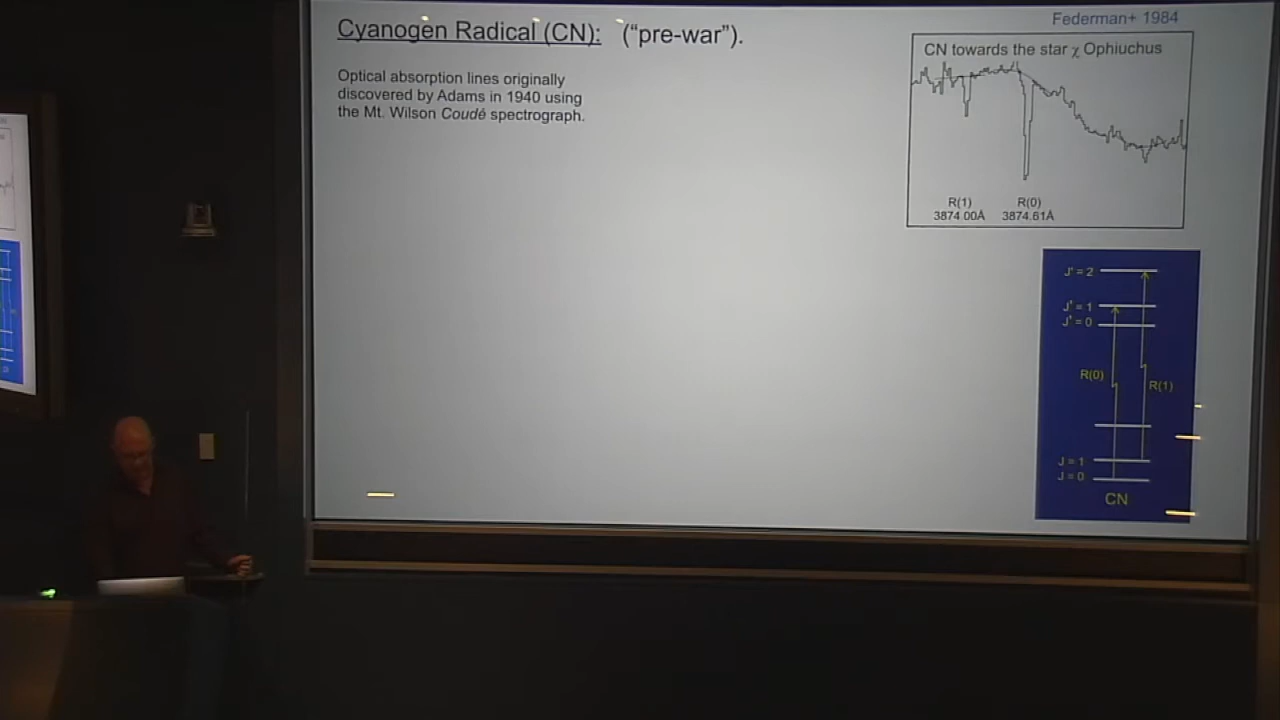 Cyanogen Radical (CN): ("pre-war").
Optical absorption lines originally
discovered by Adams in 1940 using
the Mt. Wilson Coudé spectrograph.
Federman+ 1984
CN towards the star χ Ophiuchus
R(1) R(0)
3874.00Å 3874.61Å
J' = 2
J' = 1
J' = 0
R(0)
R(1)
J = 1
J = 0
CN